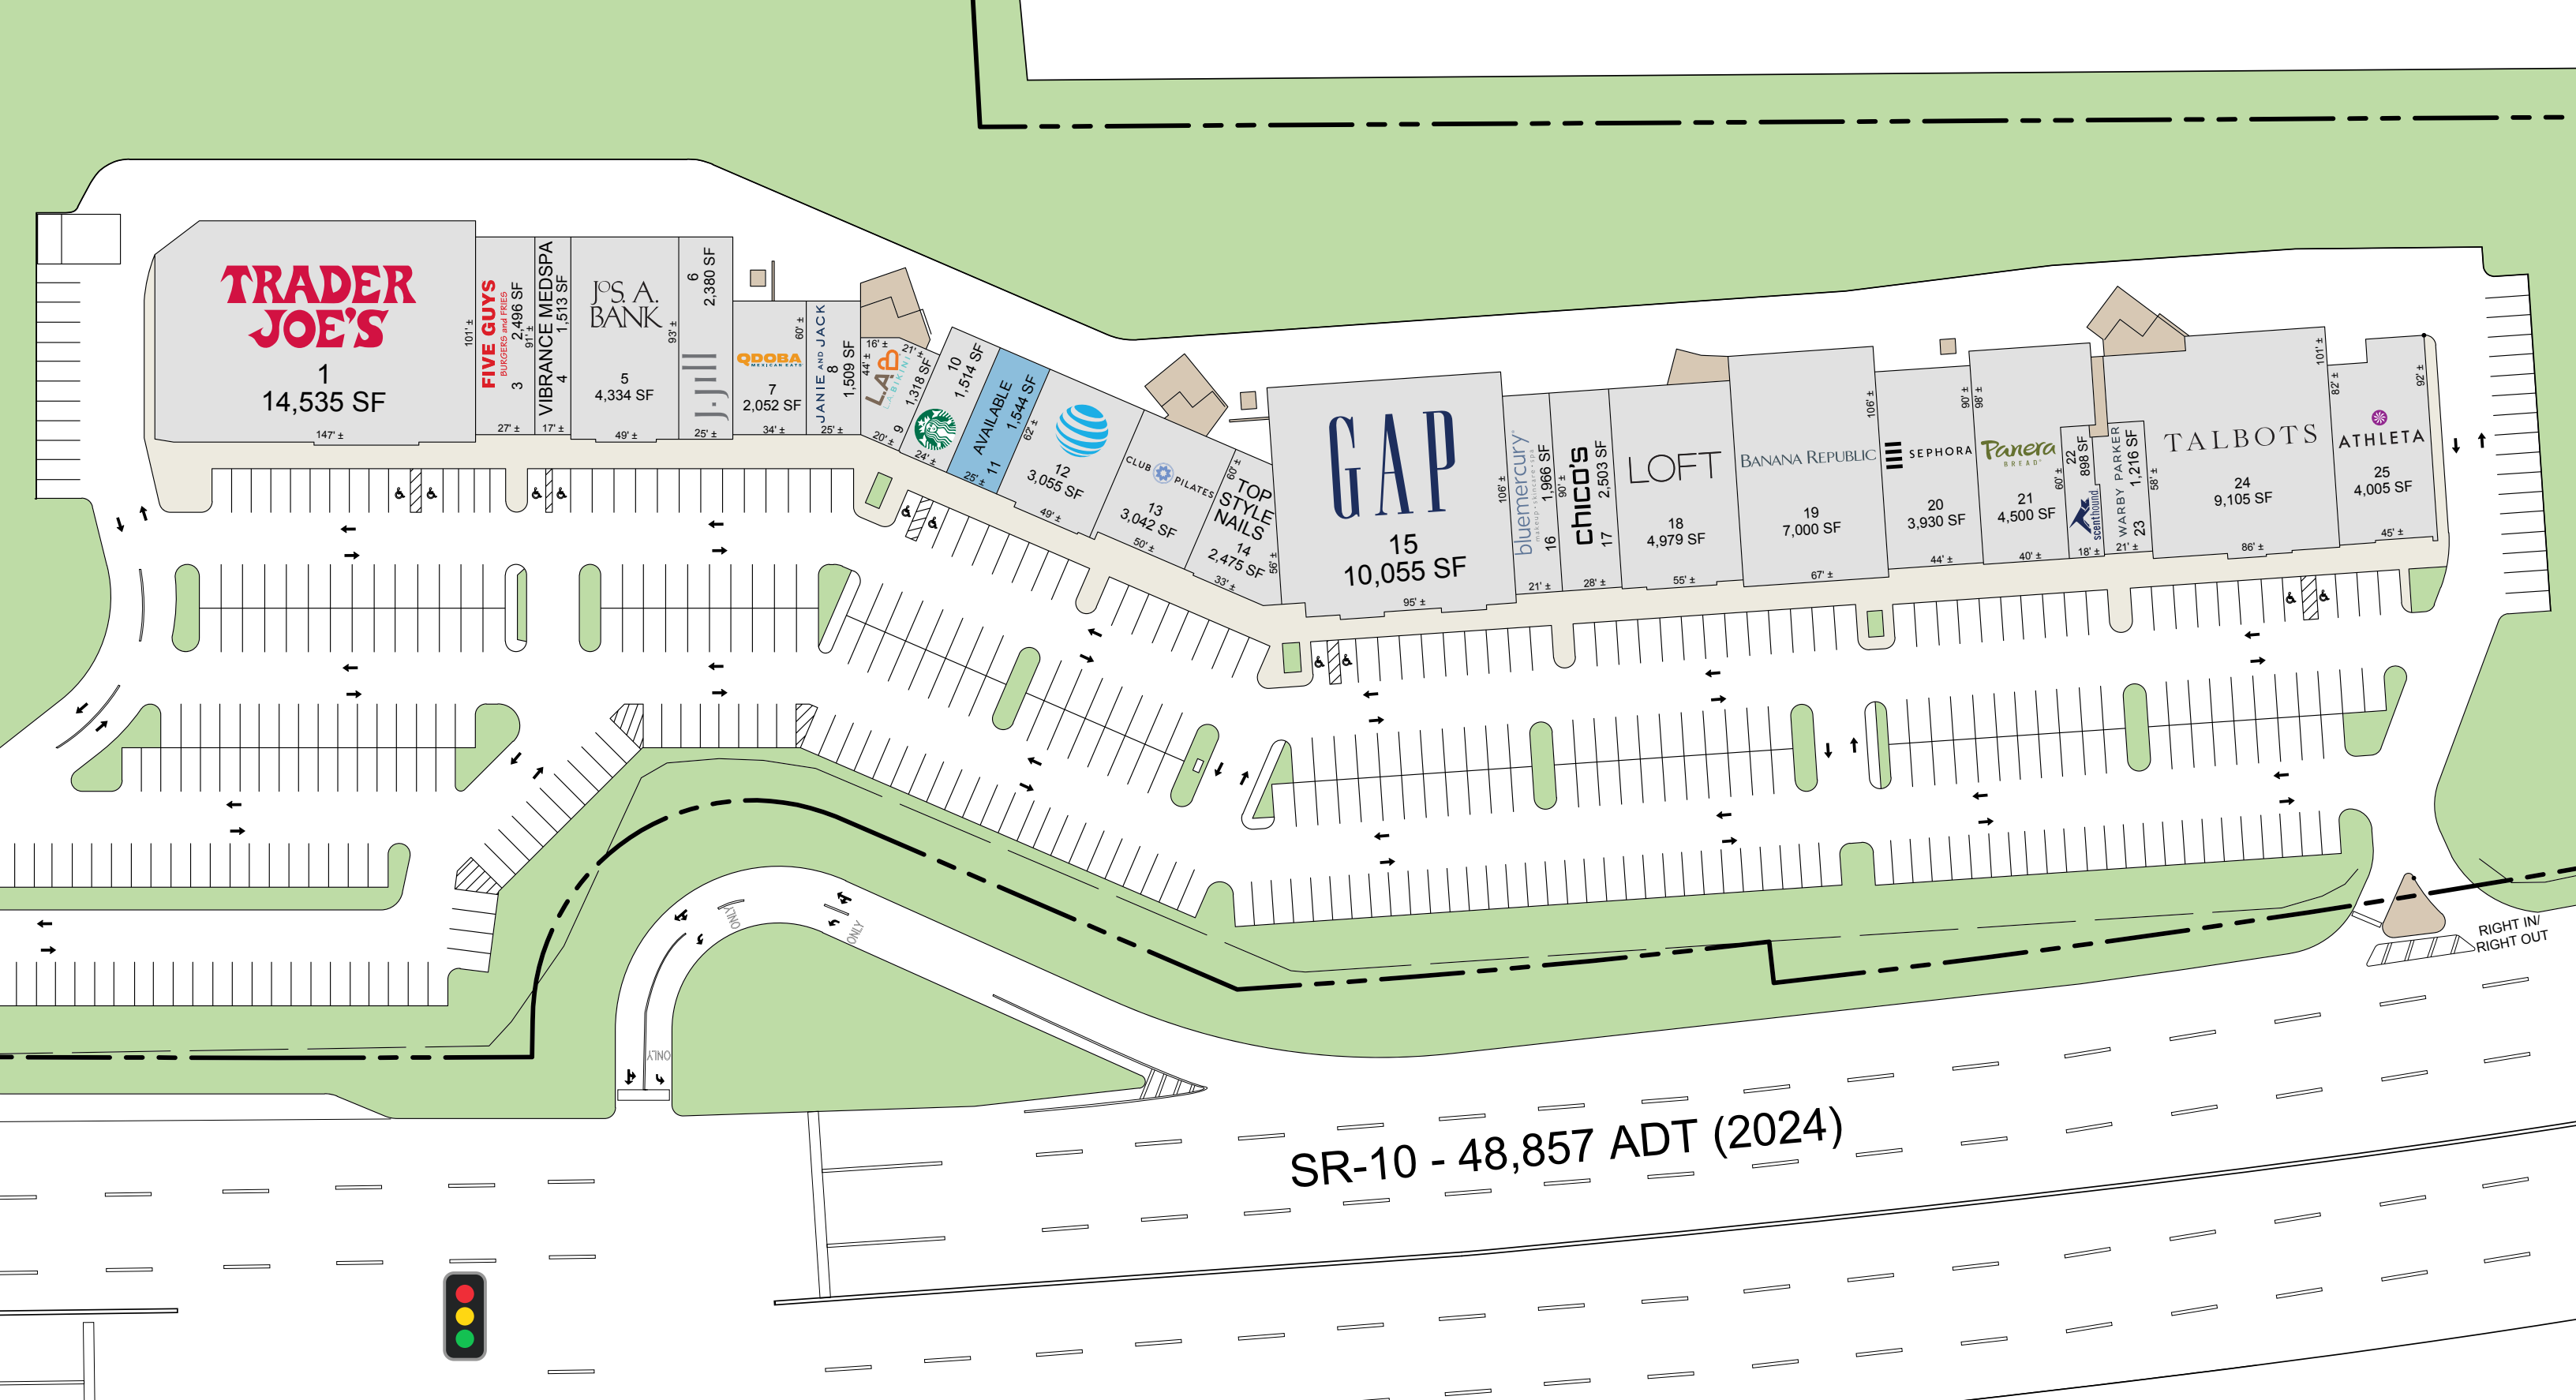 TRADER
JOE'S
1
14,535 SF
147' ±
101' ±
FIVE GUYS
BURGERS and FRIES
3
2,496 SF
27' ±
91' ±
VIBRANCE MEDSPA
4
1,513 SF
17' ±
JoS. A.
BANK
5
4,334 SF
49' ±
93' ±
6
2,380 SF
J.Jill
25' ±
QDOBA
MEXICAN EATS
7
2,052 SF
34' ±
60' ±
JANIE AND JACK
8
1,509 SF
25' ±
16' ±
44' ±
21' ±
L.A.B
L.A. BIKINI
9
1,318 SF
20' ±
10
1,514 SF
24' ±
AVAILABLE
11
1,544 SF
25' ±
62' ±
12
3,055 SF
49' ±
CLUB PILATES
13
3,042 SF
50' ±
60' ±
TOP
STYLE
NAILS
14
2,475 SF
33' ±
56' ±
GAP
15
10,055 SF
95' ±
106' ±
bluemercury
makeup • skincare • spa
16
1,966 SF
21' ±
90' ±
chico's
17
2,503 SF
28' ±
LOFT
18
4,979 SF
55' ±
BANANA REPUBLIC
19
7,000 SF
67' ±
106' ±
SEPHORA
20
3,930 SF
44' ±
90' ±
98' ±
Panera
BREAD
21
4,500 SF
40' ±
60' ±
22
898 SF
scenthound
18' ±
WARBY PARKER
23
1,216 SF
21' ±
58' ±
TALBOTS
24
9,105 SF
86' ±
101' ±
82' ±
ATHLETA
25
4,005 SF
45' ±
92' ±
ONLY
ONLY
ONLY
RIGHT IN/
RIGHT OUT
SR-10 - 48,857 ADT (2024)